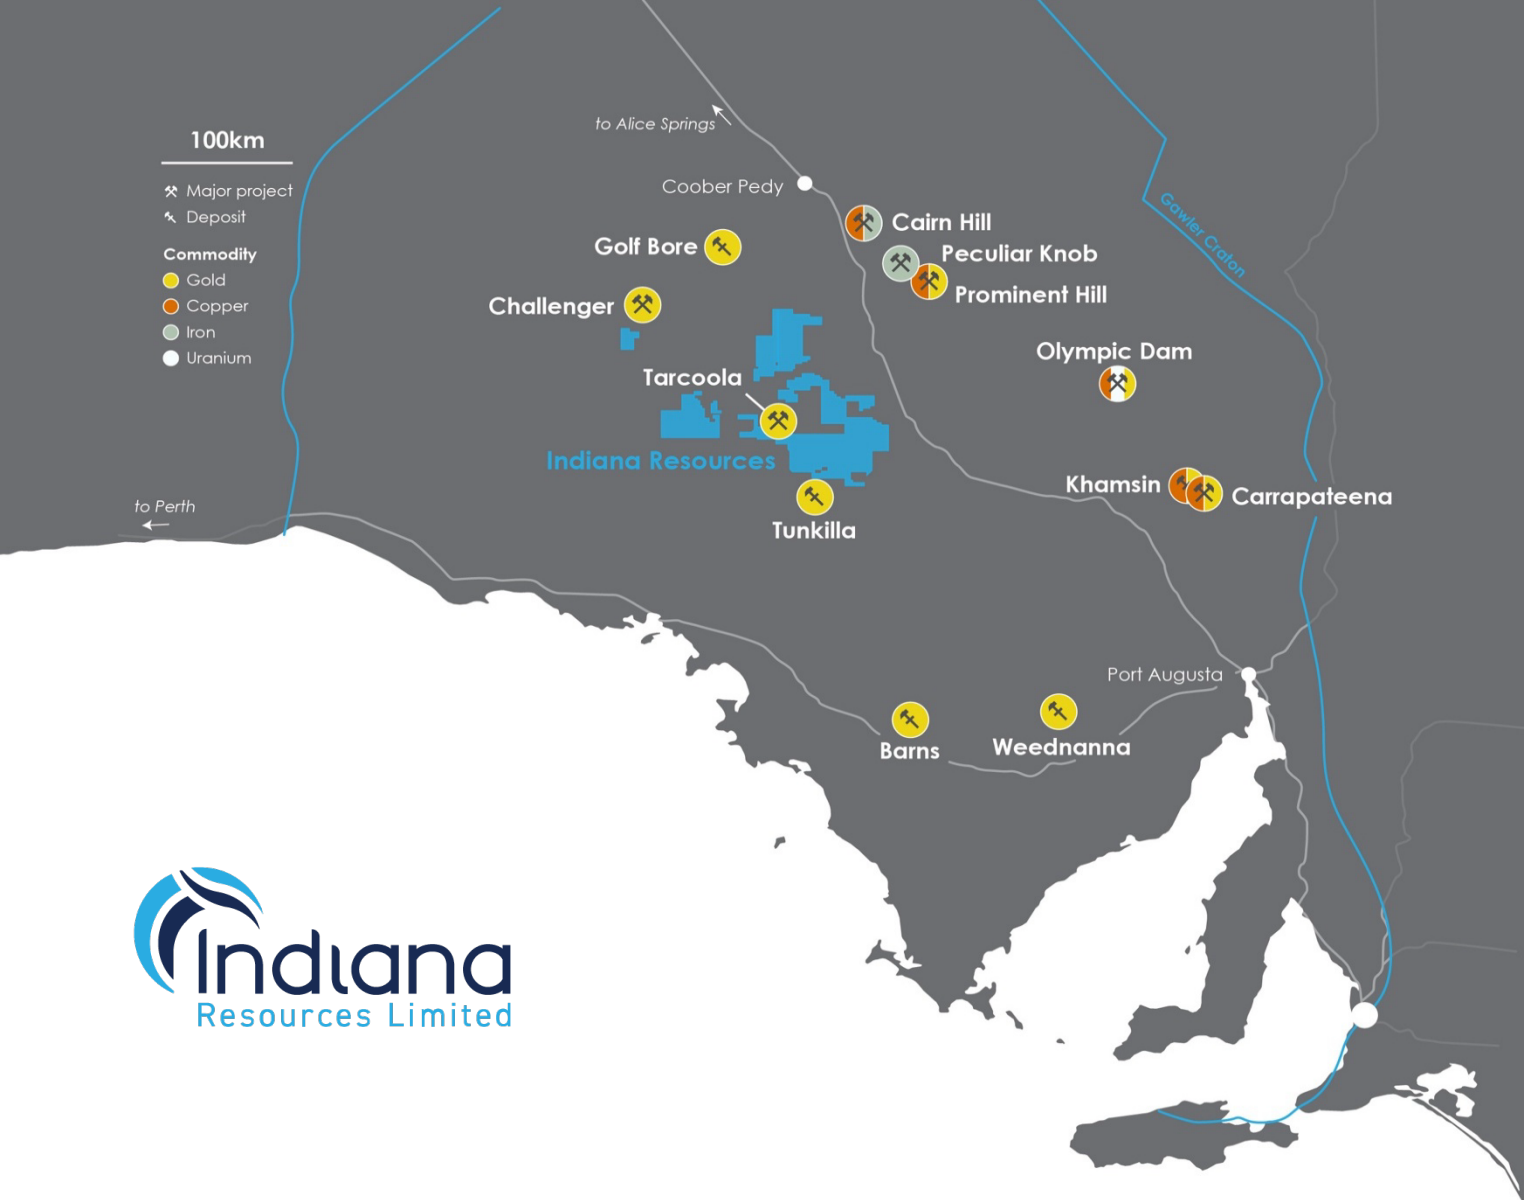 to Alice Springs
100km
Major project
Deposit
Commodity
Gold
Copper
Iron
Uranium
Coober Pedy
Cairn Hill
Golf Bore
Peculiar Knob
Prominent Hill
Gawler Craton
Challenger
Olympic Dam
Tarcoola
Indiana Resources
Khamsin
Carrapateena
to Perth
Tunkilla
Port Augusta
Barns
Weednanna
Indiana
Resources Limited